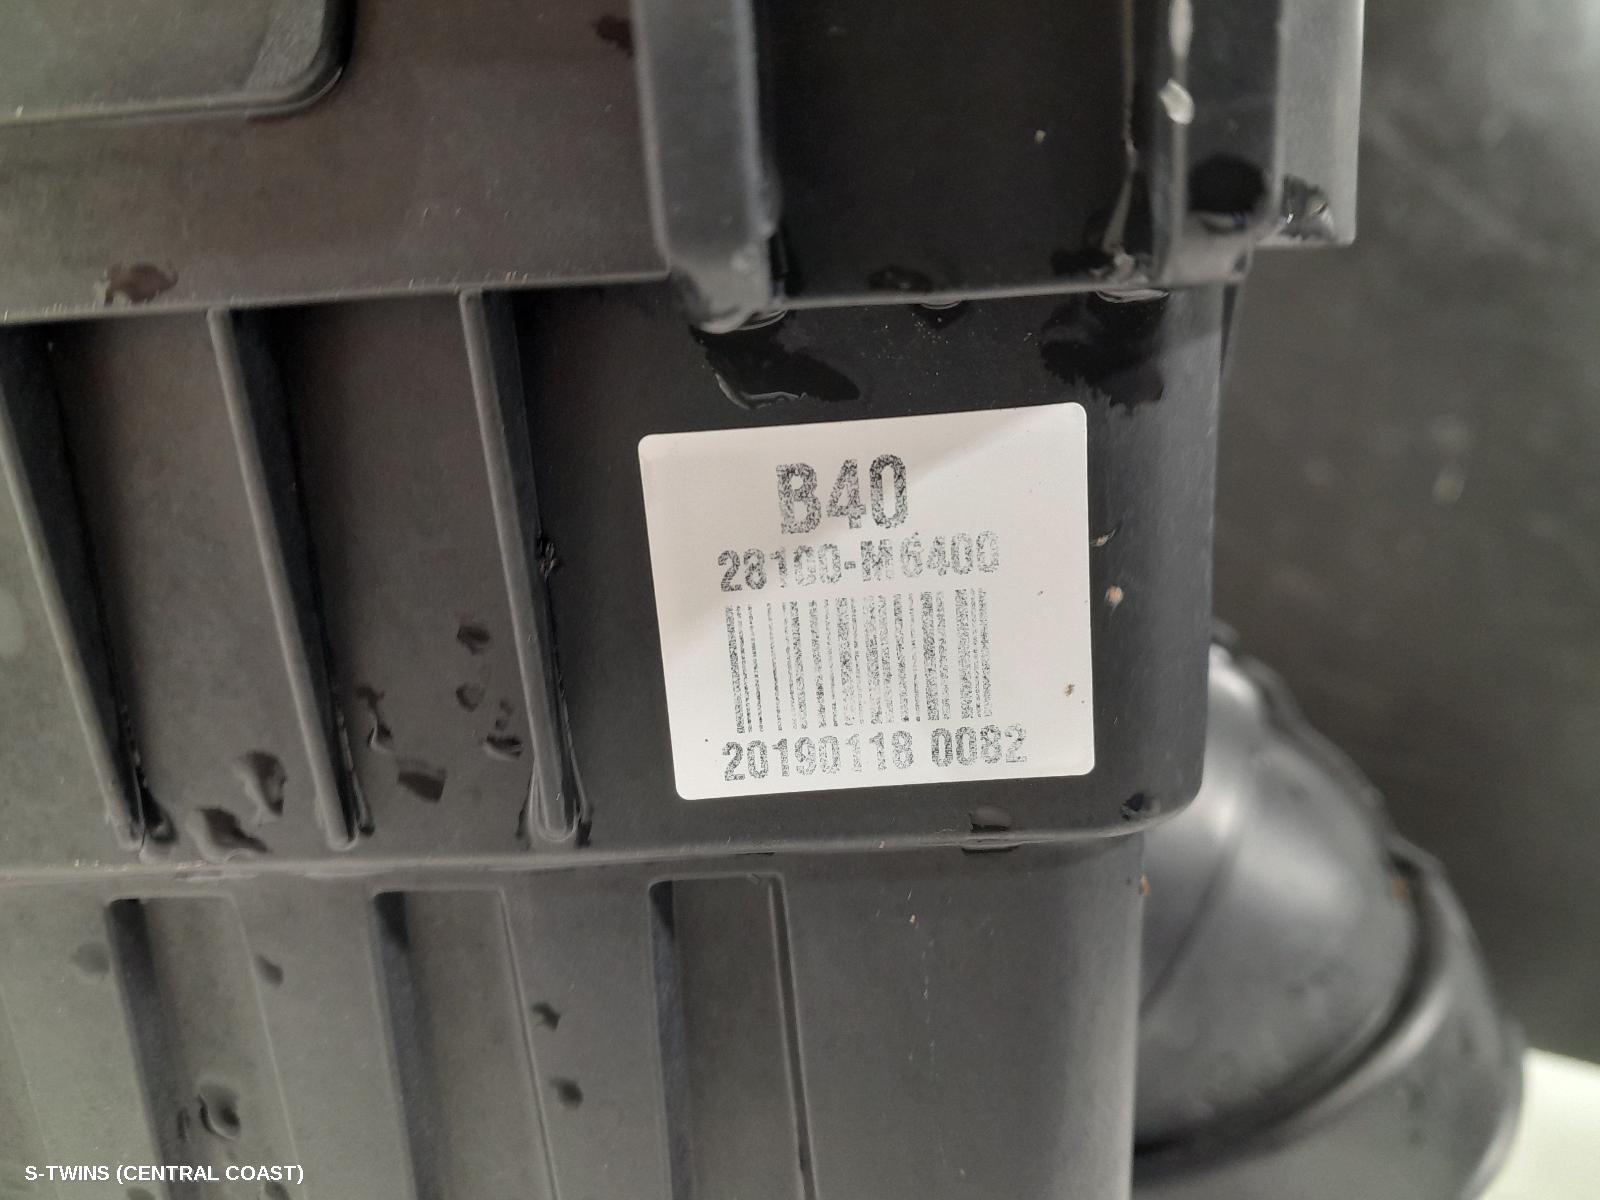 B40
28100-M6400
20190118 0082
S-TWINS (CENTRAL COAST)